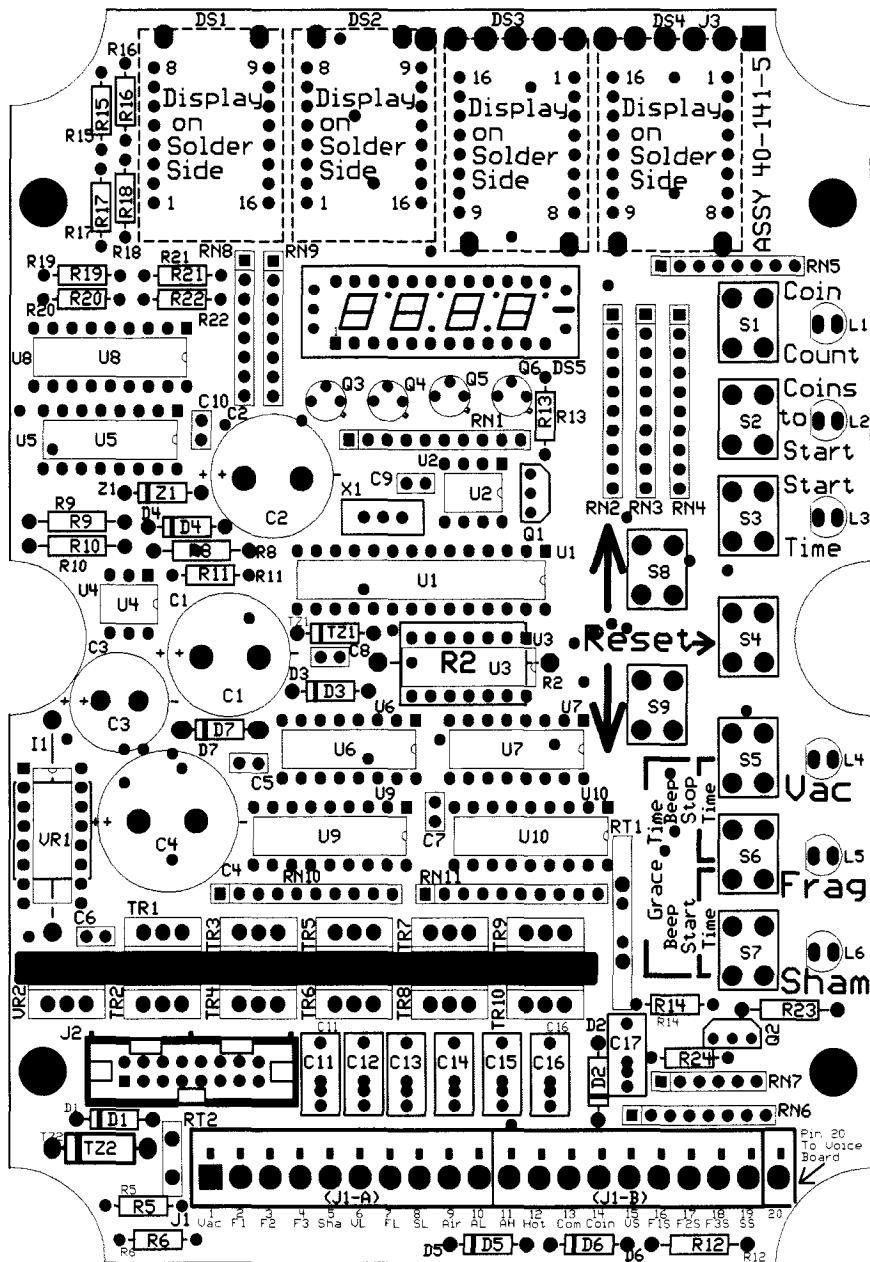 DS1 DS2 DS3 DS4 J3
R16
8 9 8 9 16 1 16 1
Display on Solder Side
Display on Solder Side
Display on Solder Side
Display on Solder Side
1 16 1 16 9 8 9 8
ASSY 40-141-5
R15 R16
R15
R17 R18
R17 R18
RN8 RN9
R19 R19 R21 R21
R20 R20 R22 R22
RN5
U8 U8
8.8.8.8
DS5
S1 Coin Count L1
C10 C2
Q3 Q4 Q5 Q6
R13 R13
S2 Coins to Start L2
U5 U5
RN1
U2 U2
C9
Z1 Z1
C2
X1
Q1
RN2 RN3 RN4
S3 Start Time L3
R9 R9
D4 D4
R10 R10
R8 R8
R11 R11
U1 U1
S8
U4 U4
C1 C1
TZ1 TZ1
C8
U3 U3
R2 R2
Reset
S4
C3 C3
D3 D3
S9
D7 D7
U6 U6
U7 U7
I1
VR1
C5
C4 C4
U9 U9
C7
U10 U10
RT1
Grace Time
Beep Stop Time
Beep Start Time
S5 Vac L4
S6 Frag L5
S7 Sham L6
RN10 RN11
C6
TR1 TR3 TR5 TR7 TR9
VR2 TR2 TR4 TR6 TR8 TR10
R14 R14
R23
Q2
J2
C11 C16
C11 C12 C13 C14 C15 C16
D2 D2
C17
R24
RN7
RN6
D1 D1
TZ2 TZ2
RT2
Pin 20
To Voice
Board
(J1-A) (J1-B)
R5 R5
J1
1 2 3 4 5 6 7 8 9 10 11 12 13 14 15 16 17 18 19 20
Vac F1 F2 F3 Sha VL FL SL Air AL AH Hot Com Coin VS F1S F2S F3S SS
R6 R6
D5 D5 D6 D6 R12 R12